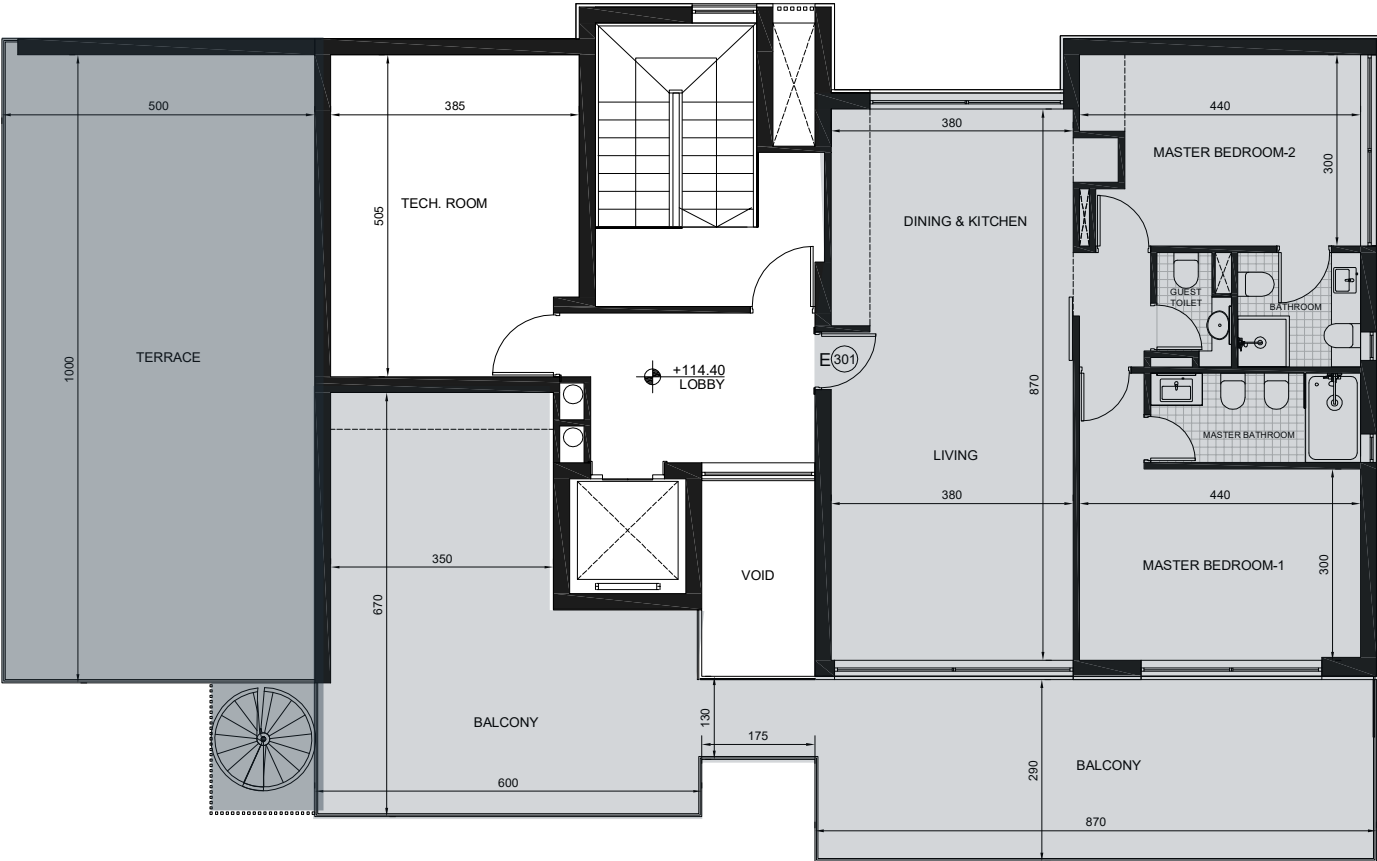 500
385
380
440
MASTER BEDROOM-2
300
TECH. ROOM
505
DINING & KITCHEN
GUEST
TOILET
BATHROOM
TERRACE
1000
E 301
+114.40
LOBBY
870
MASTER BATHROOM
LIVING
380
440
350
670
VOID
MASTER BEDROOM-1
300
BALCONY
130
175
600
290
BALCONY
870